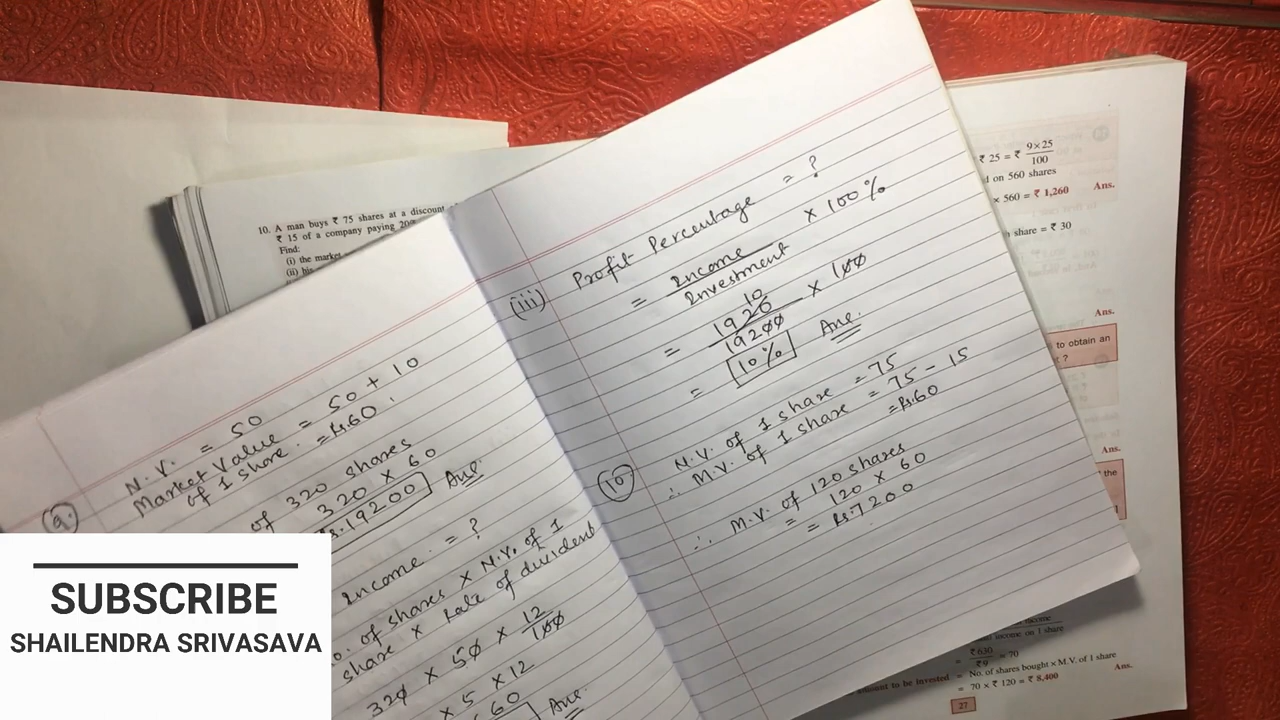 10. A man buys ₹ 75 shares at a discount
₹ 15 of a company paying 20%
Find:
(i) the market
(ii) his
9.
N.V. = 50
Market Value = 50 + 10
of 1 share = Rs.60.
of 320 shares
320 × 60
Rs.19200 Ans.
Income = ?
No. of shares × N.V. of 1
share × Rate of dividend
320 × 50 × 12/100
× 5 × 12
60 Ans.
(iii) Profit Percentage = ?
= Income/Investment × 100%
10
= 1920/19200 × 100
= 10% Ans.
10. N.V. of 1 share = 75
∴ M.V. of 1 share = 75 - 15
= Rs.60
∴ M.V. of 120 shares
= 120 × 60
= Rs.7200
₹ 25 = ₹ 9×25/100
on 560 shares
× 560 = ₹ 1,260 Ans.
share = ₹ 30
Ans.
to obtain an
?
Ans.
the
income
income on 1 share
= ₹630/₹9 = 70
to be invested = No. of shares bought × M.V. of 1 share
= 70 × ₹ 120 = ₹ 8,400 Ans.
27
SUBSCRIBE
SHAILENDRA SRIVASAVA